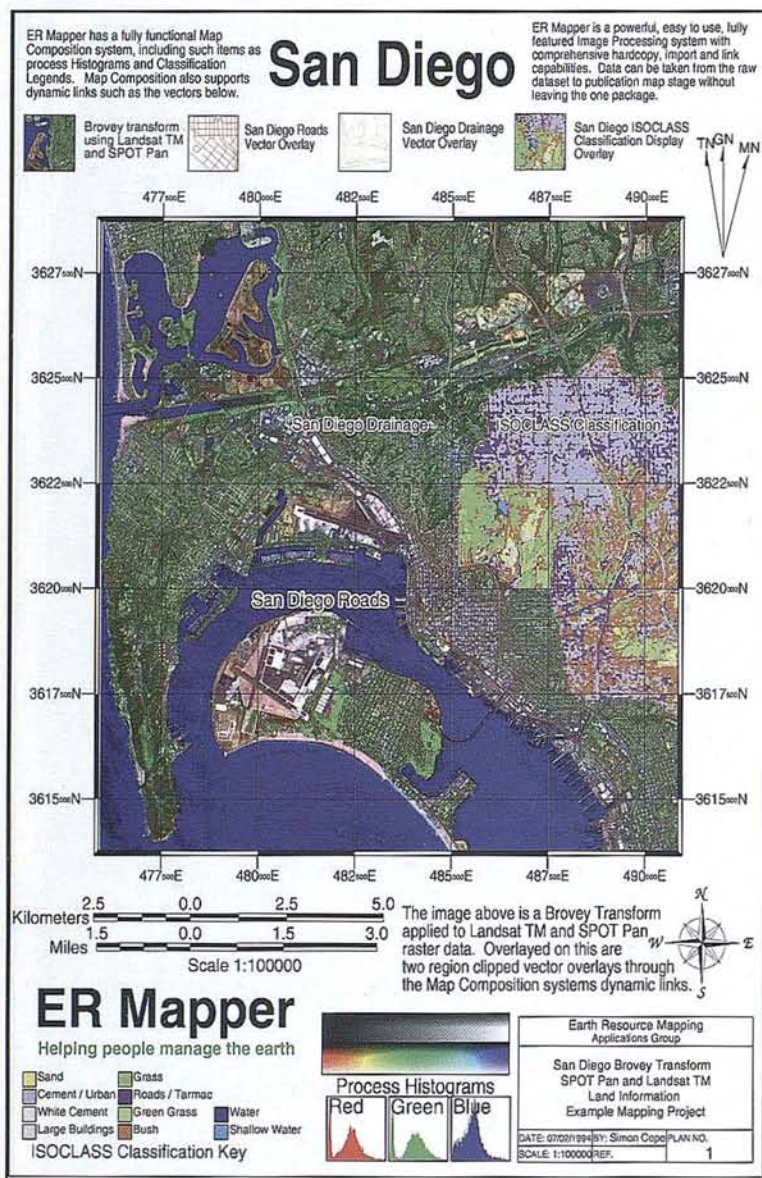 ER Mapper has a fully functional Map
Composition system, including such items as
process Histograms and Classification
Legends. Map Composition also supports
dynamic links such as the vectors below.
San Diego
ER Mapper is a powerful, easy to use, fully
featured Image Processing system with
comprehensive hardcopy, import and link
capabilities. Data can be taken from the raw
dataset to publication map stage without
leaving the one package.
Brovey transform
using Landsat TM
and SPOT Pan
San Diego Roads
Vector Overlay
San Diego Drainage
Vector Overlay
San Diego ISOCLASS
Classification Display
Overlay
TN GN MN
477500E 480000E 482500E 485000E 487500E 490000E
3627500N 3627500N
3625000N 3625000N
San Diego Drainage ISOCLASS Classification
3622500N 3622500N
3620000N 3620000N
San Diego Roads
3617500N 3617500N
3615000N 3615000N
477500E 480000E 482500E 485000E 487500E 490000E
2.5 0.0 2.5 5.0
Kilometers
1.5 0.0 1.5 3.0
Miles
Scale 1:100000
The image above is a Brovey Transform
applied to Landsat TM and SPOT Pan
raster data. Overlayed on this are
two region clipped vector overlays through
the Map Composition systems dynamic links.
N
W E
S
ER Mapper
Helping people manage the earth
Sand
Cement / Urban
White Cement
Large Buildings
Grass
Roads / Tarmac
Green Grass
Bush
Water
Shallow Water
ISOCLASS Classification Key
Process Histograms
Red Green Blue
Earth Resource Mapping
Applications Group
San Diego Brovey Transform
SPOT Pan and Landsat TM
Land Information
Example Mapping Project
DATE: 07/02/1994 BY: Simon Cope PLAN NO.
SCALE: 1:100000 REF. 1